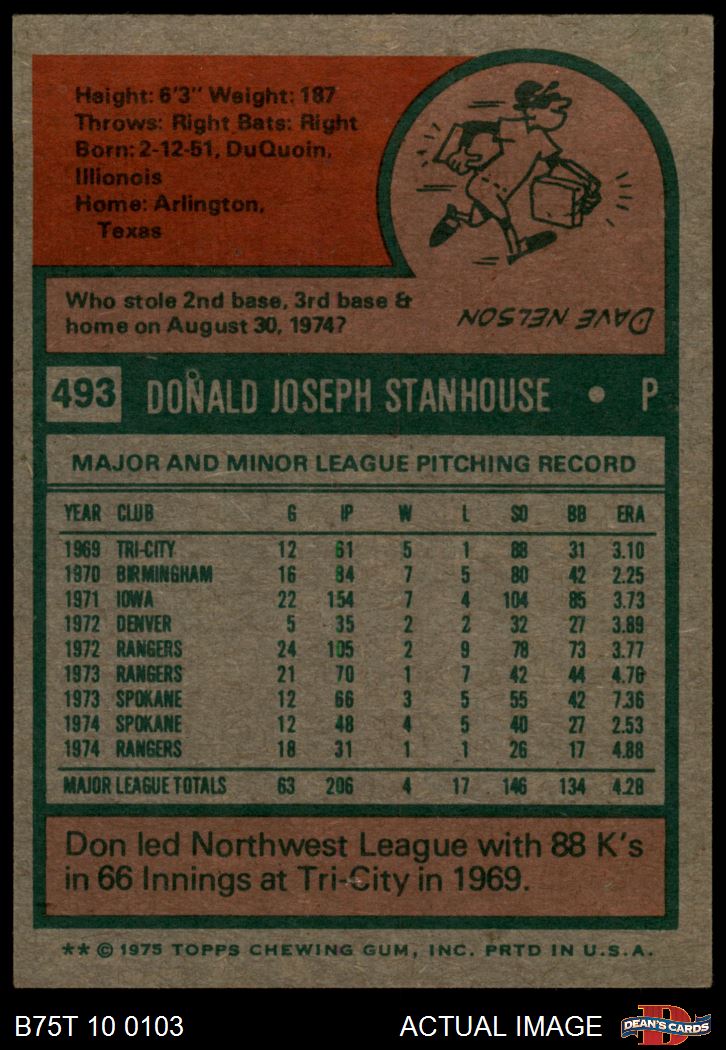 Height: 6'3" Weight: 187
Throws: Right Bats: Right
Born: 2-12-51, DuQuoin,
Illionois
Home: Arlington,
Texas
Who stole 2nd base, 3rd base &
home on August 30, 1974?
DAVE NELSON
493 DONALD JOSEPH STANHOUSE • P
MAJOR AND MINOR LEAGUE PITCHING RECORD
YEAR CLUB G IP W L SO BB ERA
1969 TRI-CITY 12 61 5 1 88 31 3.10
1970 BIRMINGHAM 16 84 7 5 80 42 2.25
1971 IOWA 22 154 7 4 104 85 3.73
1972 DENVER 5 35 2 2 32 27 3.89
1972 RANGERS 24 105 2 9 78 73 3.77
1973 RANGERS 21 70 1 7 42 44 4.76
1973 SPOKANE 12 66 3 5 55 42 7.36
1974 SPOKANE 12 48 4 5 40 27 2.53
1974 RANGERS 18 31 1 1 26 17 4.88
MAJOR LEAGUE TOTALS 63 206 4 17 146 134 4.28
Don led Northwest League with 88 K's
in 66 Innings at Tri-City in 1969.
** © 1975 TOPPS CHEWING GUM, INC. PRTD IN U.S.A.
B75T 10 0103 ACTUAL IMAGE D DEAN'S CARDS